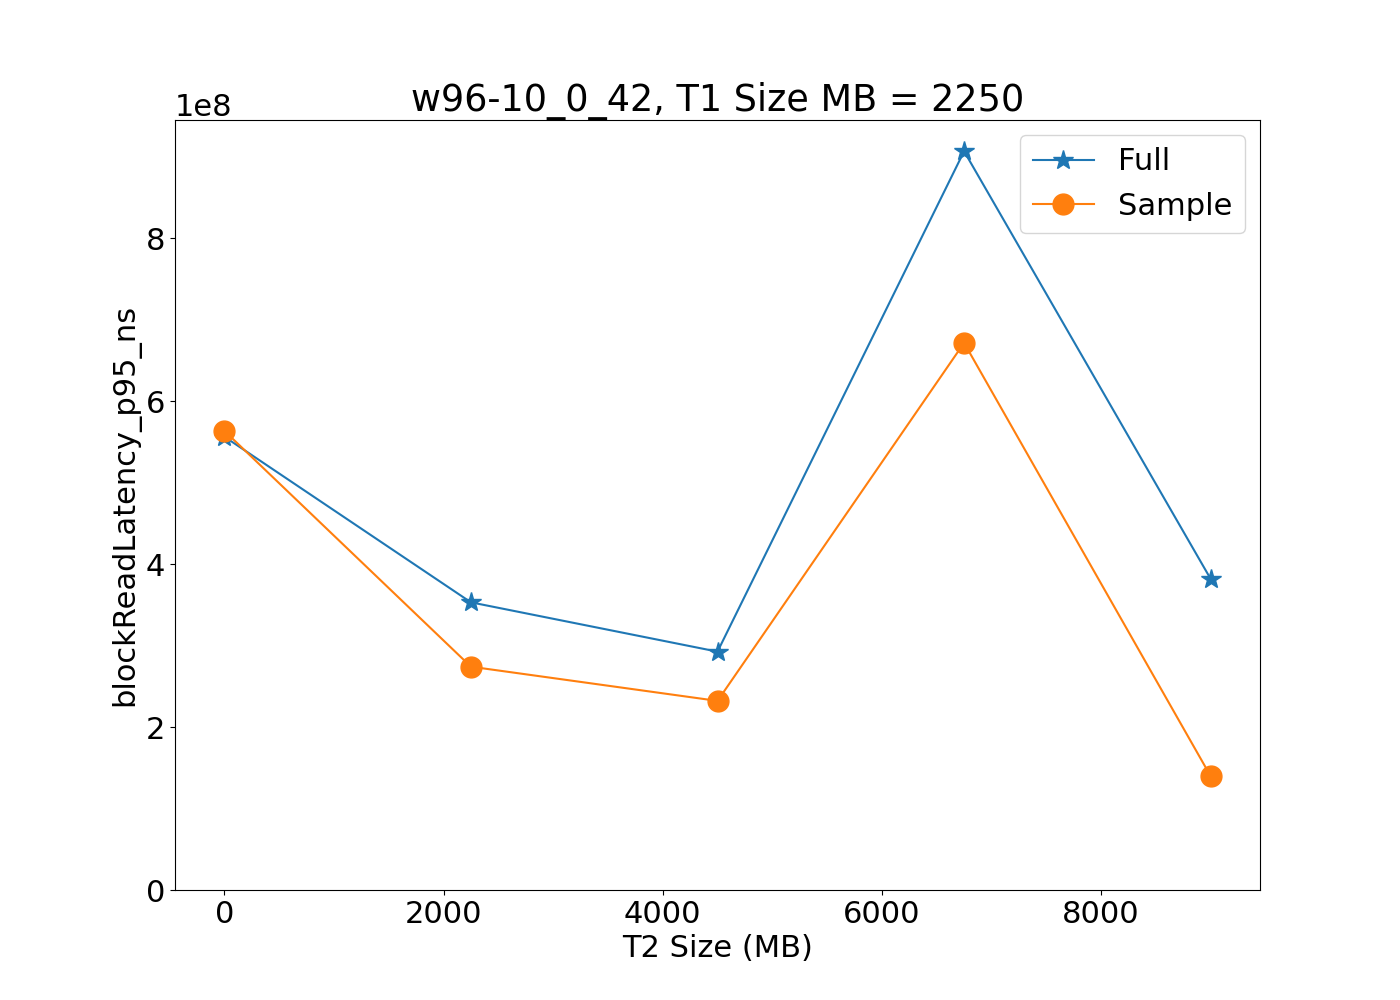 w96-10_0_42, T1 Size MB = 2250
1e8
Full
Sample
8
6
4
2
0
blockReadLatency_p95_ns
0 2000 4000 6000 8000
T2 Size (MB)